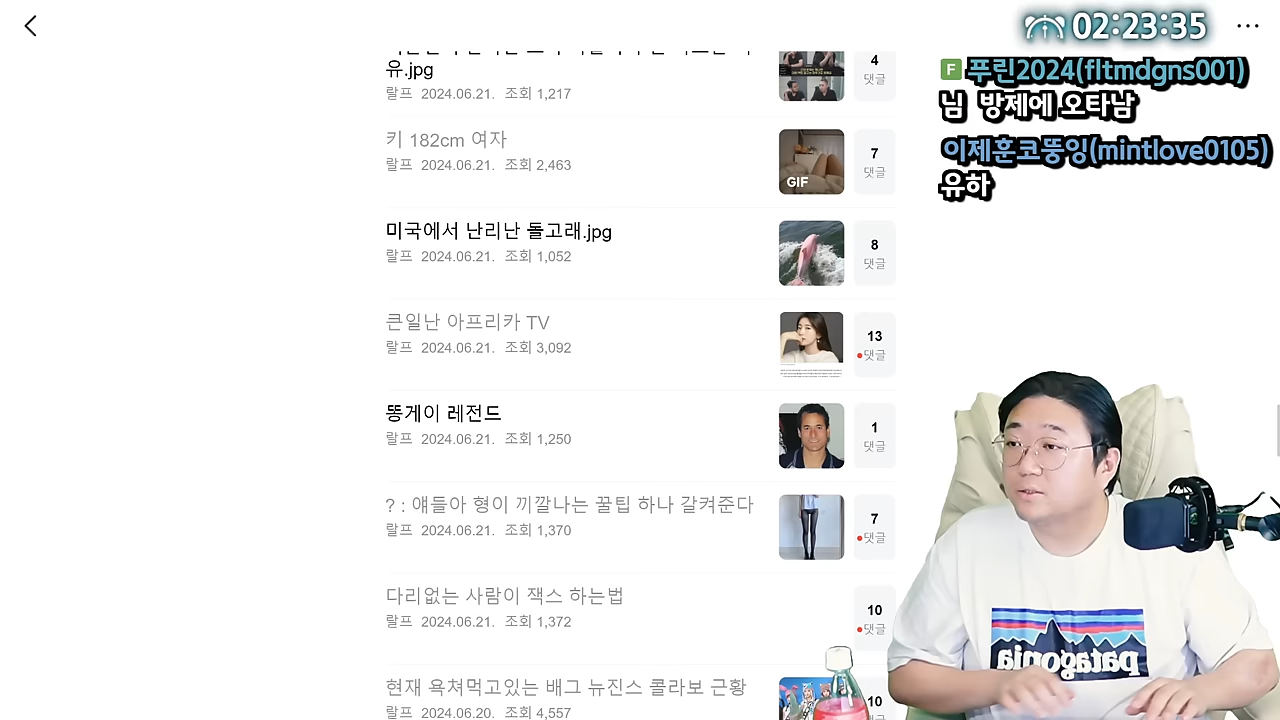 02:23:35
유.jpg
랄프 2024.06.21. 조회 1,217
4
댓글
F 푸린2024(fltmdgns001)
님 방제에 오타남
이제훈코뚱잉(mintlove0105)
유하
키 182cm 여자
랄프 2024.06.21. 조회 2,463
GIF
7
댓글
미국에서 난리난 돌고래.jpg
랄프 2024.06.21. 조회 1,052
8
댓글
큰일난 아프리카 TV
랄프 2024.06.21. 조회 3,092
13
댓글
똥게이 레전드
랄프 2024.06.21. 조회 1,250
1
댓글
? : 얘들아 형이 끼깔나는 꿀팁 하나 갈켜준다
랄프 2024.06.21. 조회 1,370
7
댓글
다리없는 사람이 잭스 하는법
랄프 2024.06.21. 조회 1,372
10
댓글
현재 욕쳐먹고있는 배그 뉴진스 콜라보 근황
랄프 2024.06.20. 조회 4,557
10
patagonia